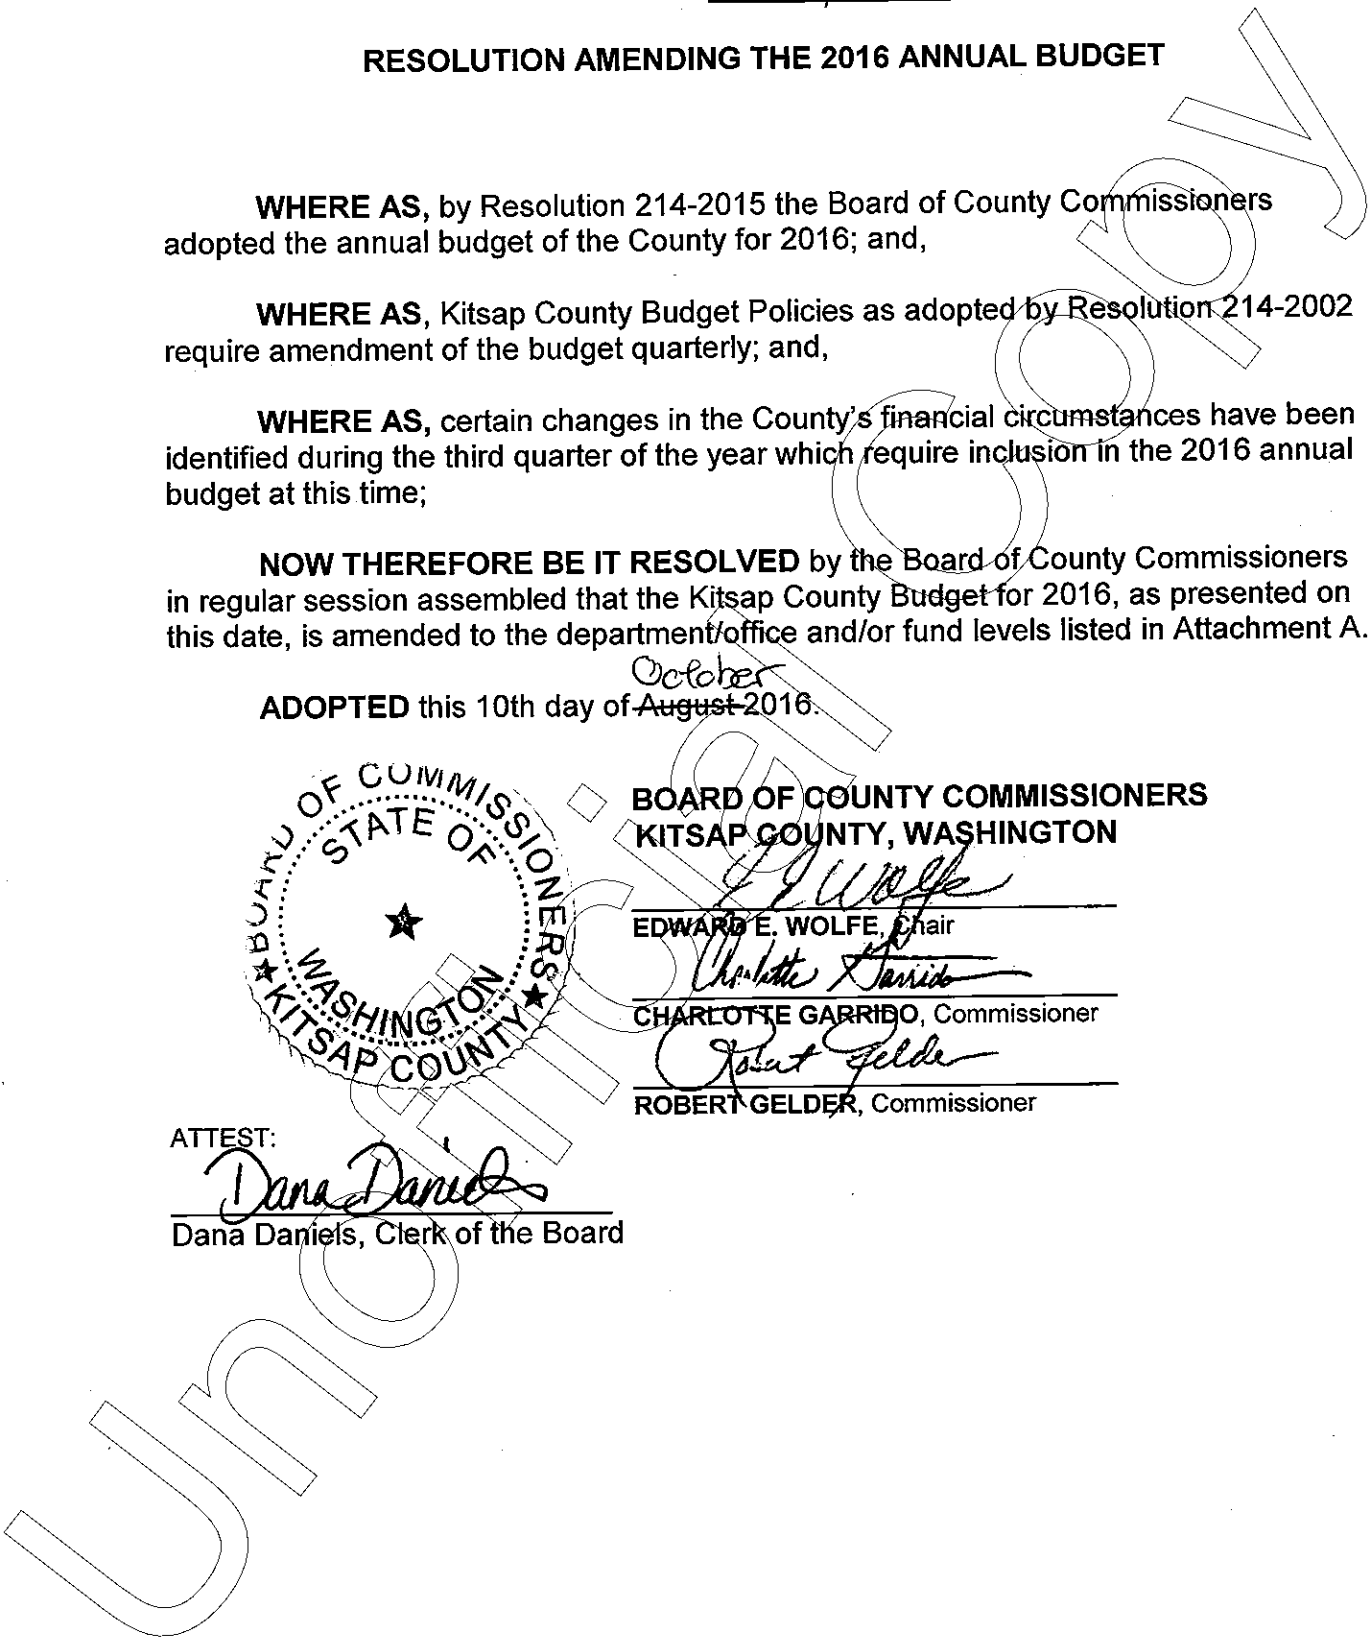 RESOLUTION AMENDING THE 2016 ANNUAL BUDGET
WHERE AS, by Resolution 214-2015 the Board of County Commissioners
adopted the annual budget of the County for 2016; and,
WHERE AS, Kitsap County Budget Policies as adopted by Resolution 214-2002
require amendment of the budget quarterly; and,
WHERE AS, certain changes in the County's financial circumstances have been
identified during the third quarter of the year which require inclusion in the 2016 annual
budget at this time;
NOW THEREFORE BE IT RESOLVED by the Board of County Commissioners
in regular session assembled that the Kitsap County Budget for 2016, as presented on
this date, is amended to the department/office and/or fund levels listed in Attachment A.
October
ADOPTED this 10th day of August 2016.
BOARD OF COMMISSIONERS
STATE OF
WASHINGTON
KITSAP COUNTY
BOARD OF COUNTY COMMISSIONERS
KITSAP COUNTY, WASHINGTON
E E Wolfe
EDWARD E. WOLFE, Chair
Charlotte Garrido
CHARLOTTE GARRIDO, Commissioner
Robert Gelder
ROBERT GELDER, Commissioner
ATTEST:
Dana Daniels
Dana Daniels, Clerk of the Board
Unofficial Copy